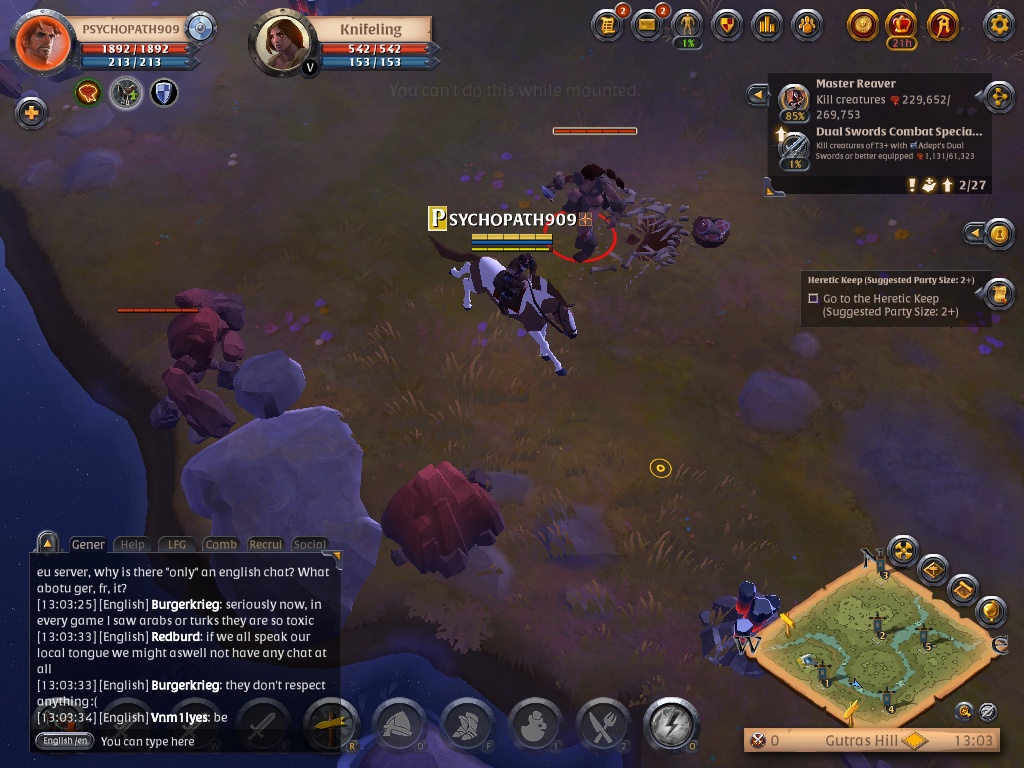 PSYCHOPATH909
1892 / 1892
213 / 213
Knifeling
542 / 542
153 / 153
V
2
2
1%
21h
You can't do this while mounted.
Master Reaver
Kill creatures 229,652/
269,753
85%
Dual Swords Combat Specia...
Kill creatures of T3+ with Adept's Dual
Swords or better equipped 1,131/61,323
1%
2/27
PSYCHOPATH909
Heretic Keep (Suggested Party Size: 2+)
Go to the Heretic Keep
(Suggested Party Size: 2+)
Gener Help LFG Comb Recrui Social
eu server, why is there "only" an english chat? What
abotu ger, fr, it?
[13:03:25] [English] Burgerkrieg: seriously now, in
every game I saw arabs or turks they are so toxic
[13:03:33] [English] Redburd: if we all speak our
local tongue we might aswell not have any chat at
all
[13:03:33] [English] Burgerkrieg: they don't respect
anything :(
[13:03:34] [English] Vnm1lyes: be
English /en You can type here
R D F 1 2 O
N
W
E
3
2
5
1
4
0 Gutras Hill 13:03